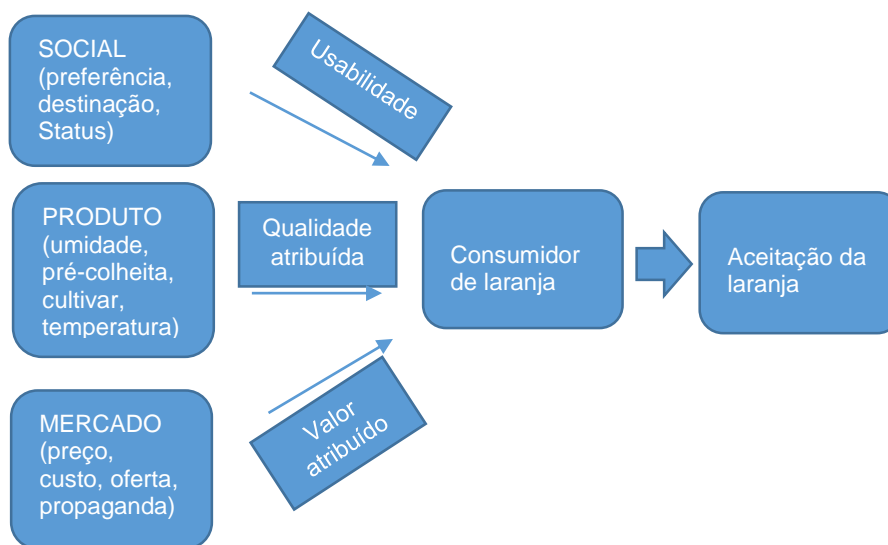 SOCIAL
(preferência,
destinação,
Status)
Usabilidade
PRODUTO
(umidade,
pré-colheita,
cultivar,
temperatura)
Qualidade
atribuída
Consumidor
de laranja
Aceitação da
laranja
MERCADO
(preço,
custo, oferta,
propaganda)
Valor
atribuído